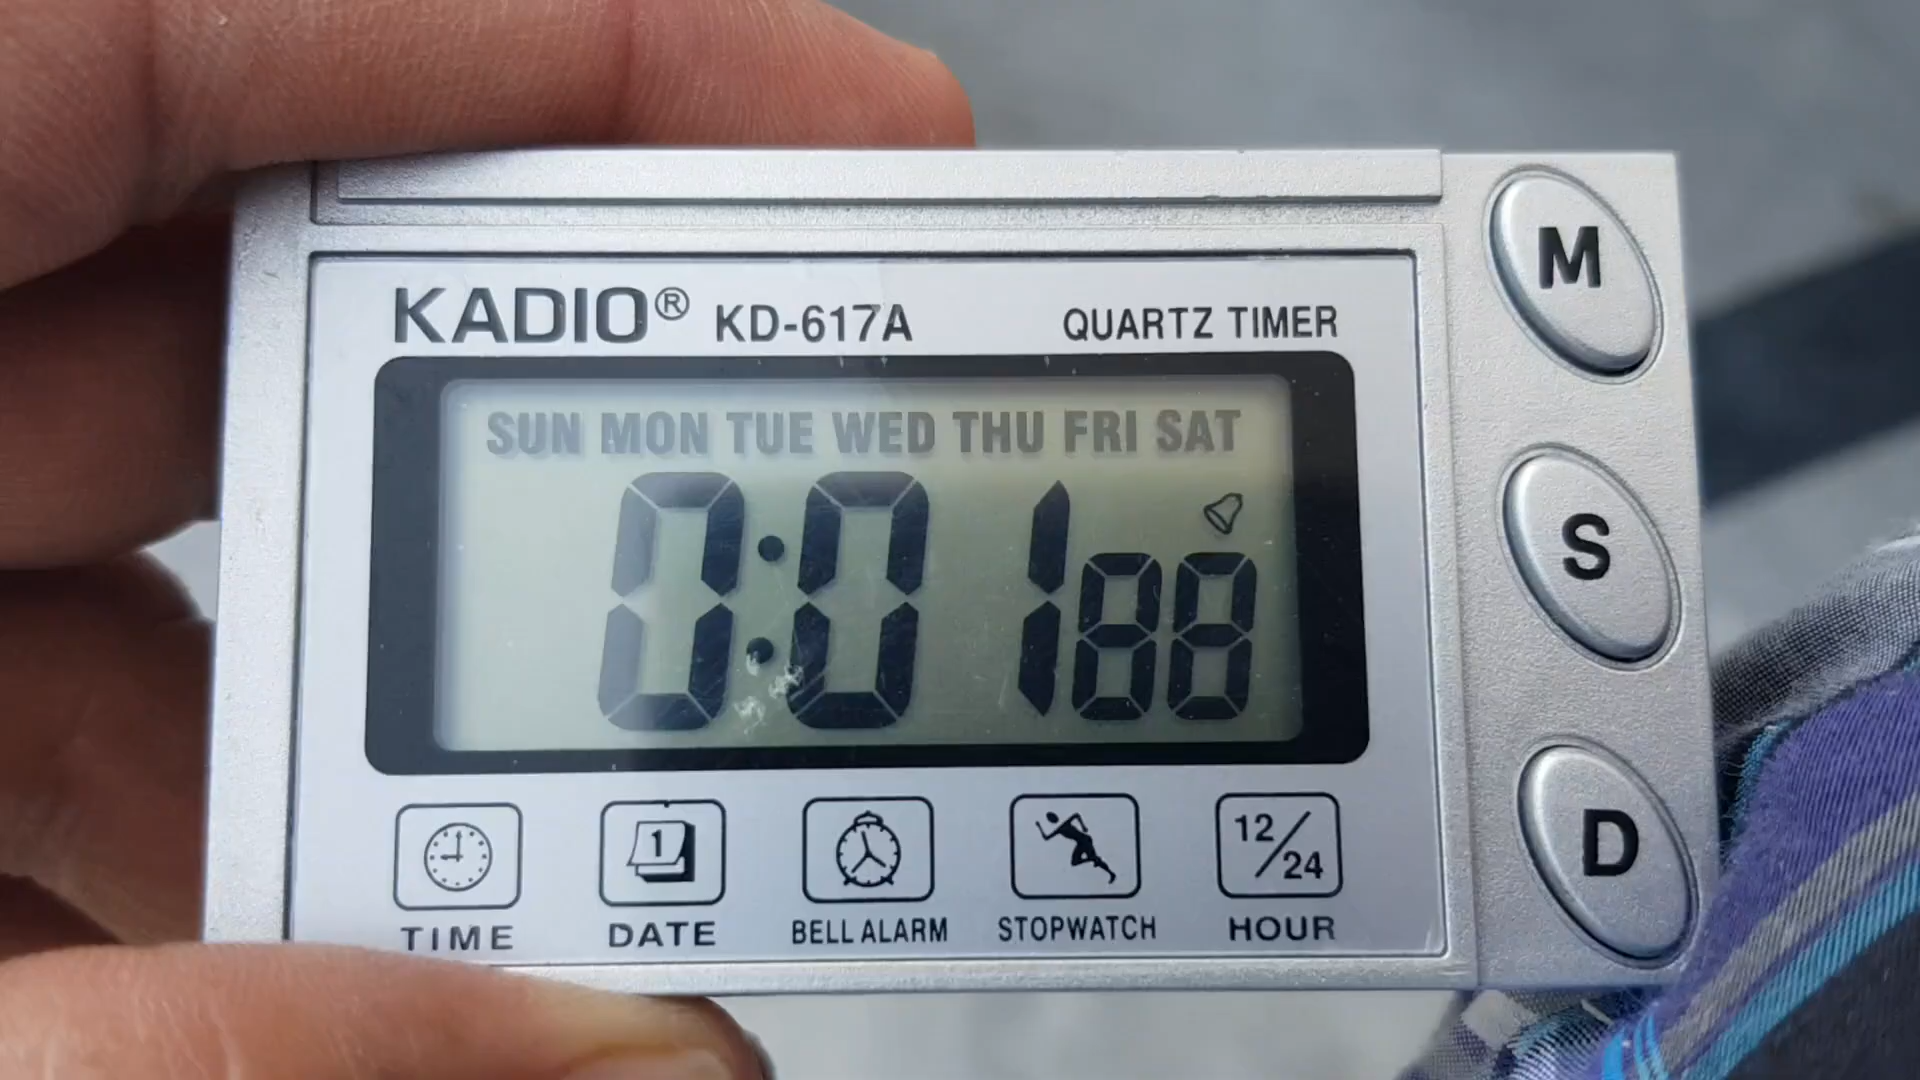 KADIO® KD-617A QUARTZ TIMER
SUN MON TUE WED THU FRI SAT
0:01 88
1 12/24
TIME DATE BELL ALARM STOPWATCH HOUR
M
S
D